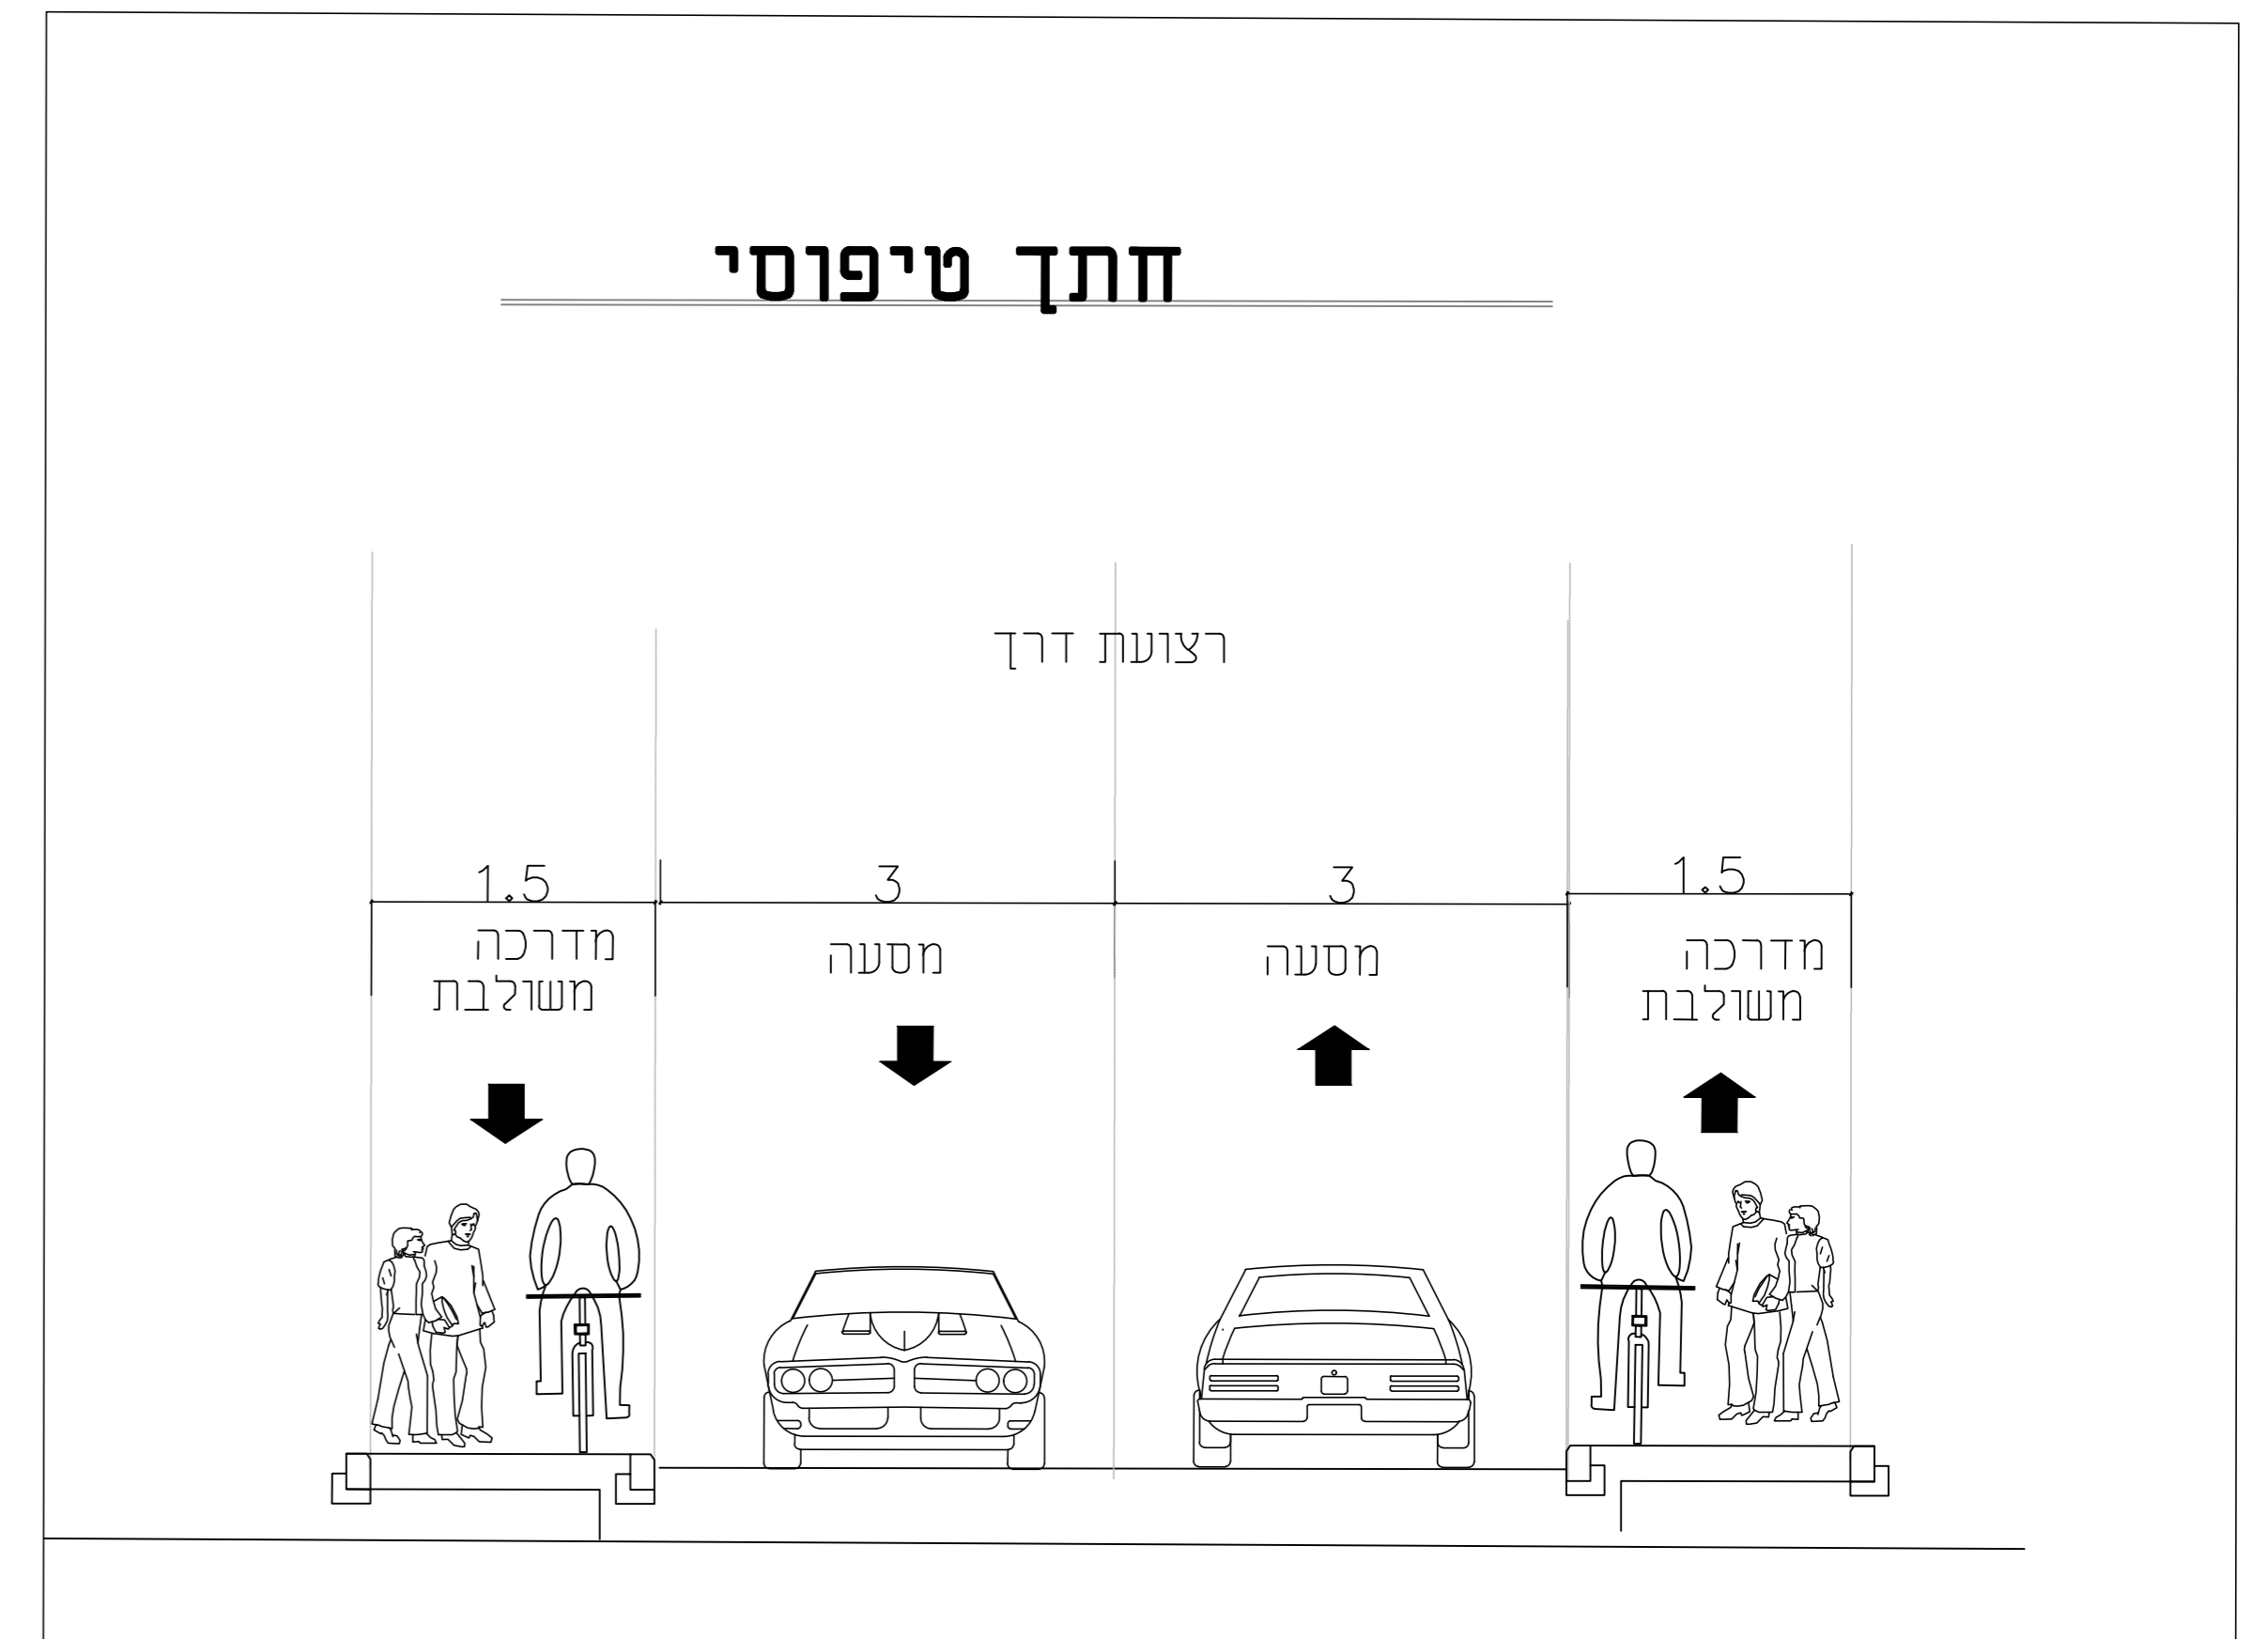 חתך טיפוסי
רצועת דרך
1.5
3
3
1.5
מדרכה
משולבת
מסעה
מסעה
מדרכה
משולבת